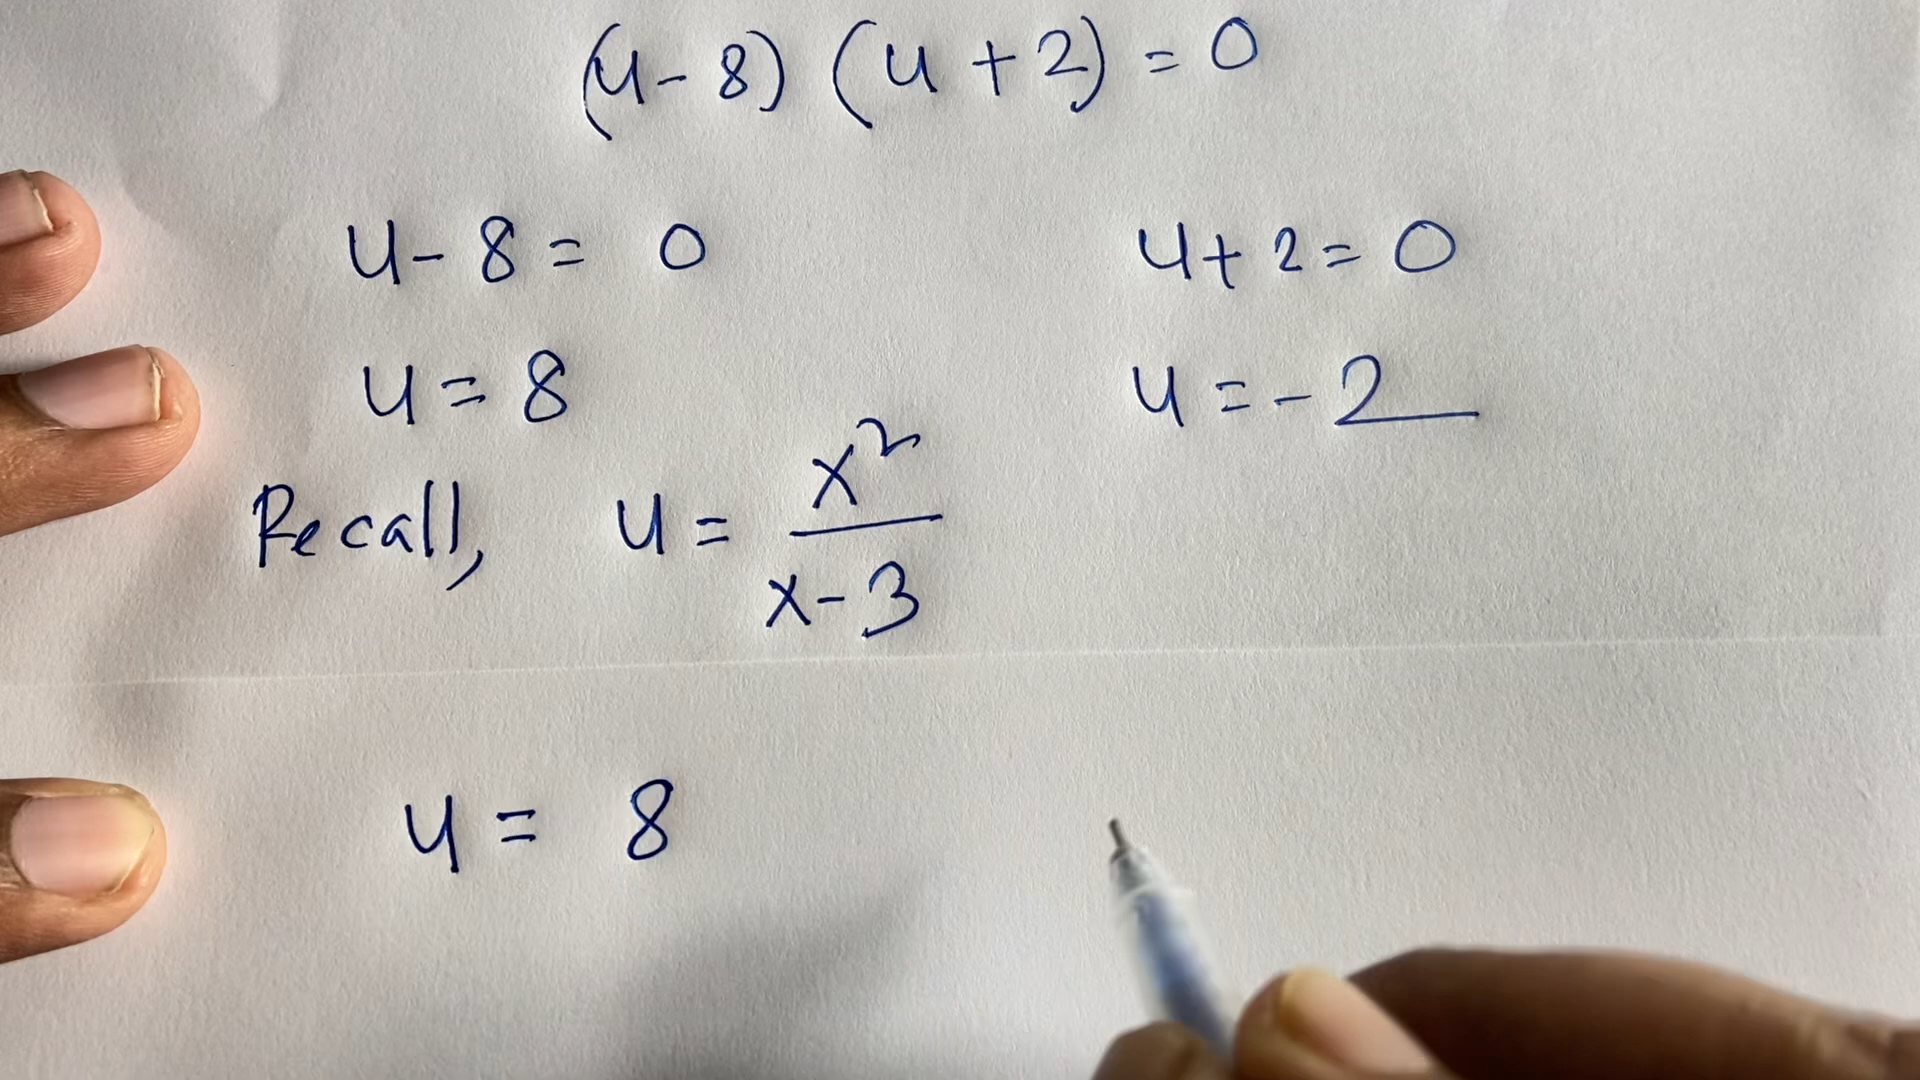 (u - 8) (u + 2) = 0
u - 8 = 0 u + 2 = 0
u = 8 u = - 2
Recall, u = x² / x - 3
u = 8